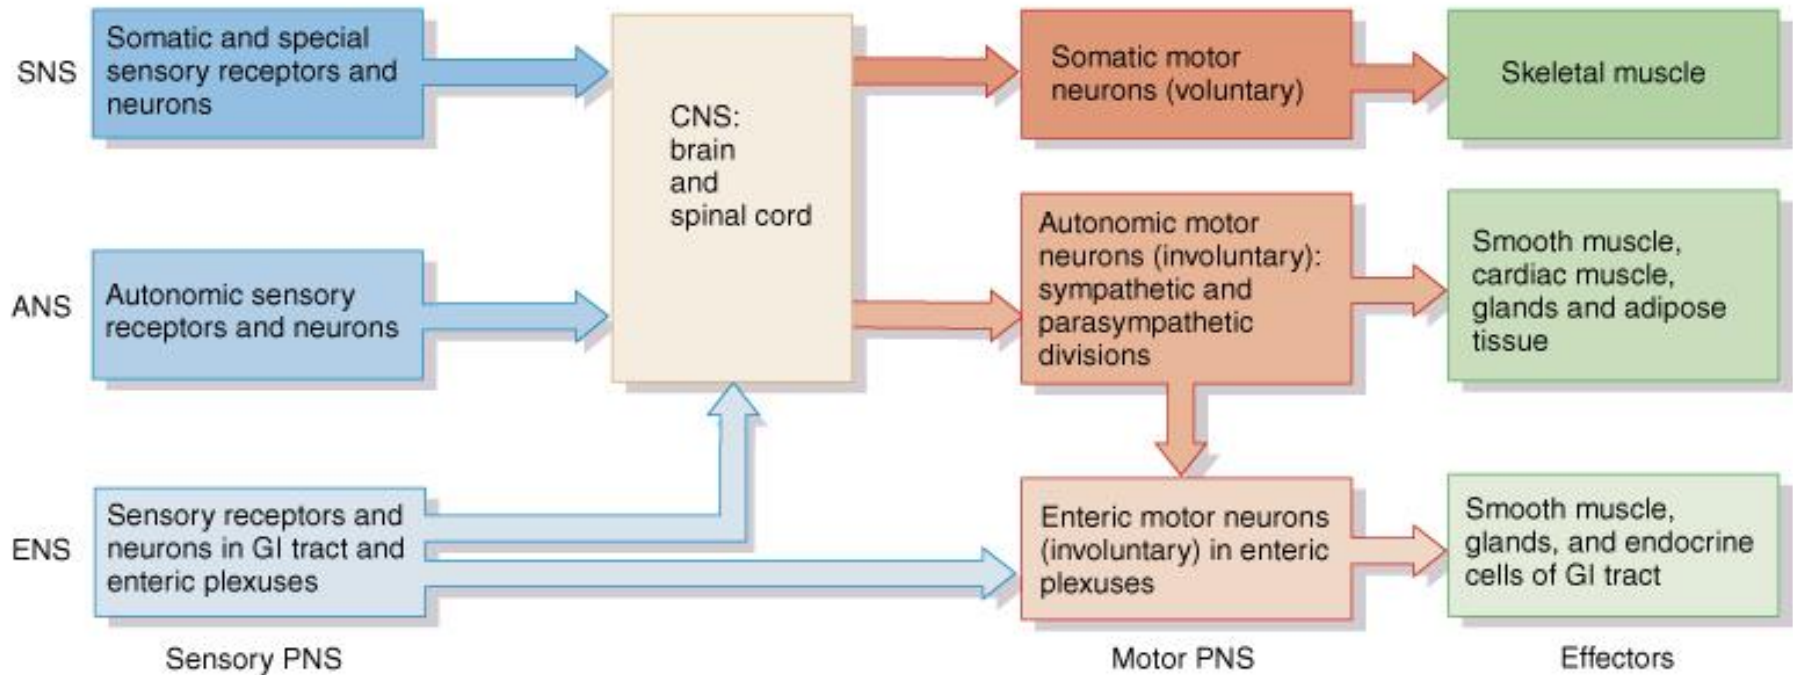 SNS
Somatic and special
sensory receptors and
neurons
CNS:
brain
and
spinal cord
Somatic motor
neurons (voluntary)
Skeletal muscle
ANS
Autonomic sensory
receptors and neurons
Autonomic motor
neurons (involuntary):
sympathetic and
parasympathetic
divisions
Smooth muscle,
cardiac muscle,
glands and adipose
tissue
ENS
Sensory receptors and
neurons in GI tract and
enteric plexuses
Enteric motor neurons
(involuntary) in enteric
plexuses
Smooth muscle,
glands, and endocrine
cells of GI tract
Sensory PNS
Motor PNS
Effectors